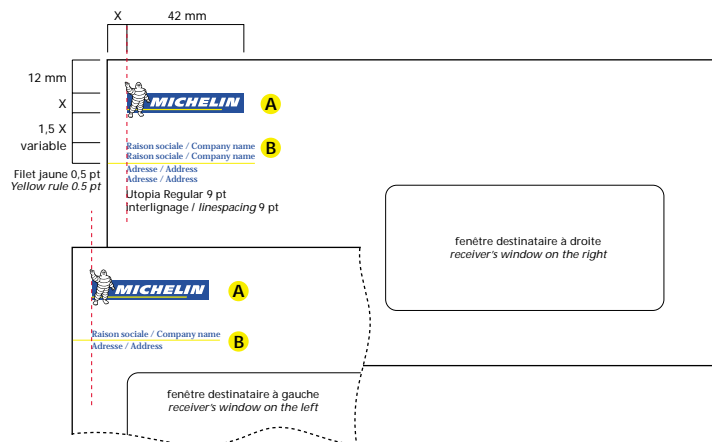 X
42 mm
12 mm
X
1,5 X
variable
Filet jaune 0,5 pt
Yellow rule 0.5 pt
MICHELIN
A
Raison sociale / Company name
Raison sociale / Company name
B
Adresse / Address
Adresse / Address
Utopia Regular 9 pt
Interlignage / linespacing 9 pt
fenêtre destinataire à droite
receiver's window on the right
MICHELIN
A
Raison sociale / Company name
Adresse / Address
B
fenêtre destinataire à gauche
receiver's window on the left